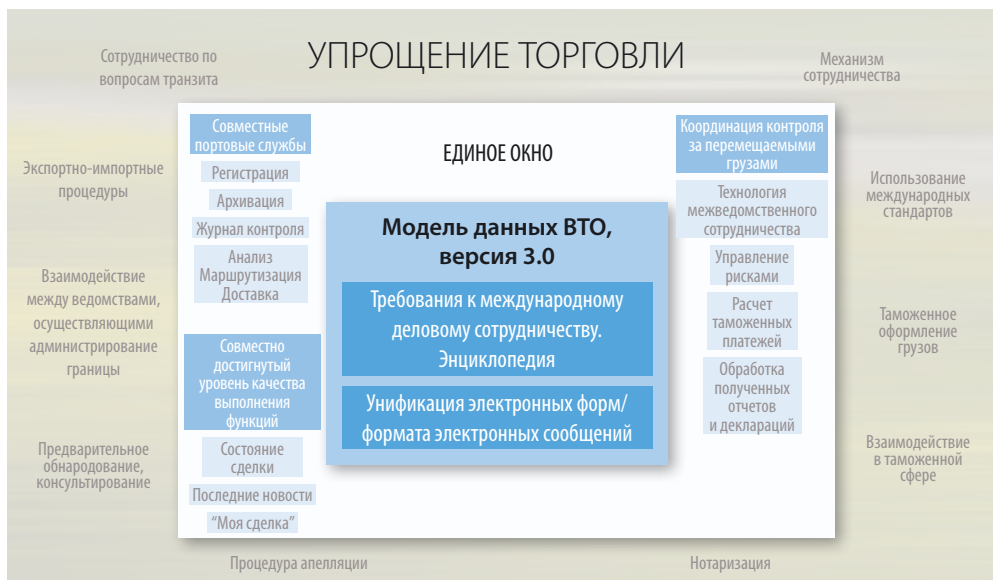 УПРОЩЕНИЕ ТОРГОВЛИ
Сотрудничество по
вопросам транзита
Механизм
сотрудничества
Экспортно-импортные
процедуры
Взаимодействие
между ведомствами,
осуществляющими
администрирование
границы
Предварительное
обнародование,
консультирование
Совместные
портовые службы
Регистрация
Архивация
Журнал контроля
Анализ
Маршрутизация
Доставка
Совместно
достигнутый
уровень качества
выполнения
функций
Состояние
сделки
Последние новости
“Моя сделка”
ЕДИНОЕ ОКНО
Модель данных ВТО,
версия 3.0
Требования к международному
деловому сотрудничеству.
Энциклопедия
Унификация электронных форм/
формата электронных сообщений
Координация контроля
за перемещаемыми
грузами
Технология
межведомственного
сотрудничества
Управление
рисками
Расчет
таможенных
платежей
Обработка
полученных
отчетов
и деклараций
Использование
международных
стандартов
Таможенное
оформление
грузов
Взаимодействие
в таможенной
сфере
Процедура апелляции
Нотаризация